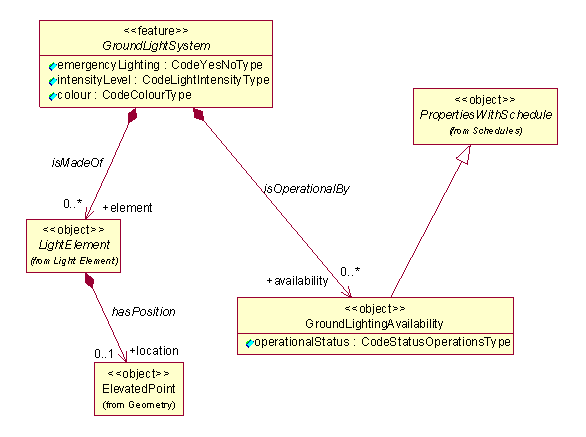 <<feature>>
GroundLightSystem
emergencyLighting : CodeYesNoType
intensityLevel : CodeLightIntensityType
colour : CodeColourType
<<object>>
PropertiesWithSchedule
(from Schedules)
isMadeOf
isOperationalBy
0..*
+element
<<object>>
LightElement
(from Light Element)
0..*
+availability
<<object>>
GroundLightingAvailability
operationalStatus : CodeStatusOperationsType
hasPosition
0..1
+location
<<object>>
ElevatedPoint
(from Geometry)